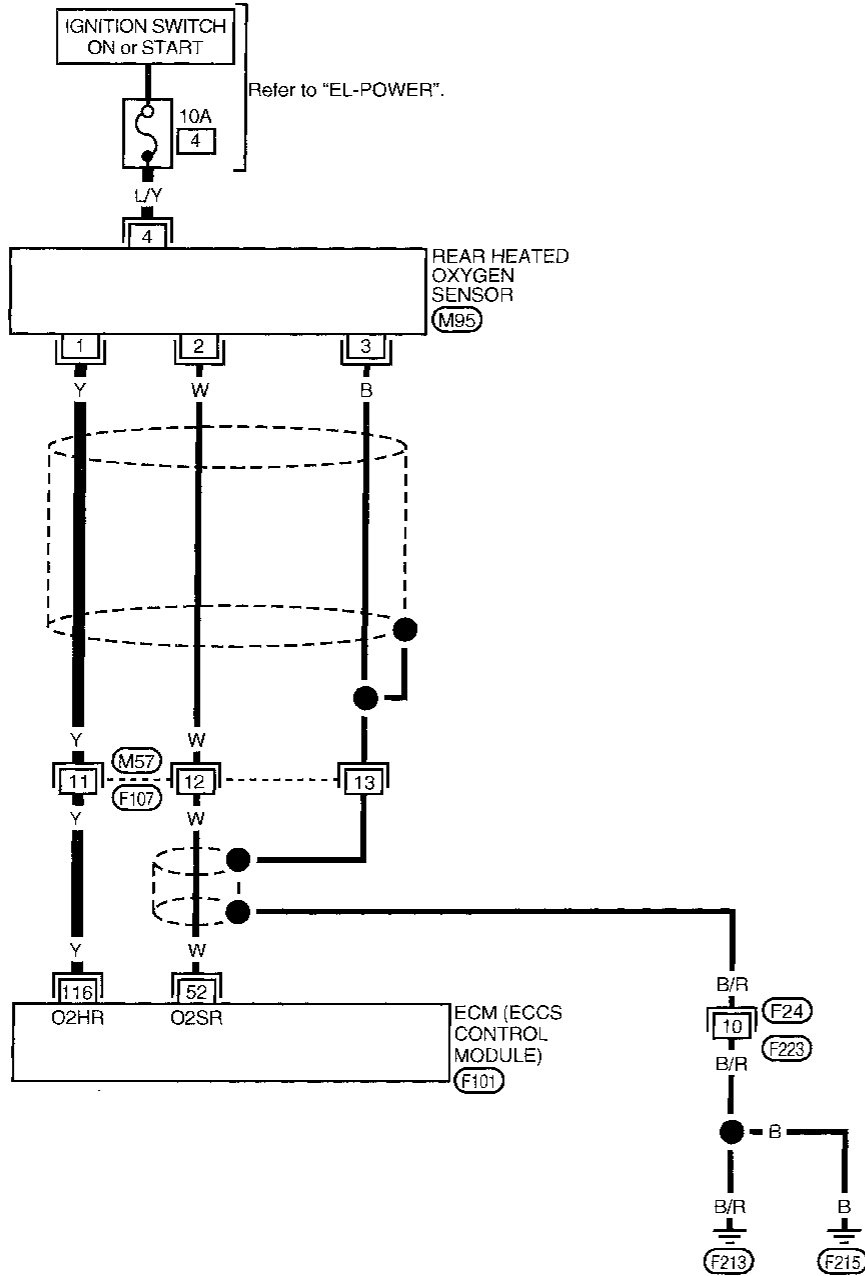 IGNITION SWITCH
ON or START
Refer to "EL-POWER".
10A
4
L/Y
4
REAR HEATED
OXYGEN
SENSOR
M95
1 2 3
Y W B
Y W
M57
11 12 13
F107
Y W
Y W
116 52
O2HR O2SR
ECM (ECCS
CONTROL
MODULE)
F101
B/R
F24
10
F223
B/R
B
B/R B
F213 F215